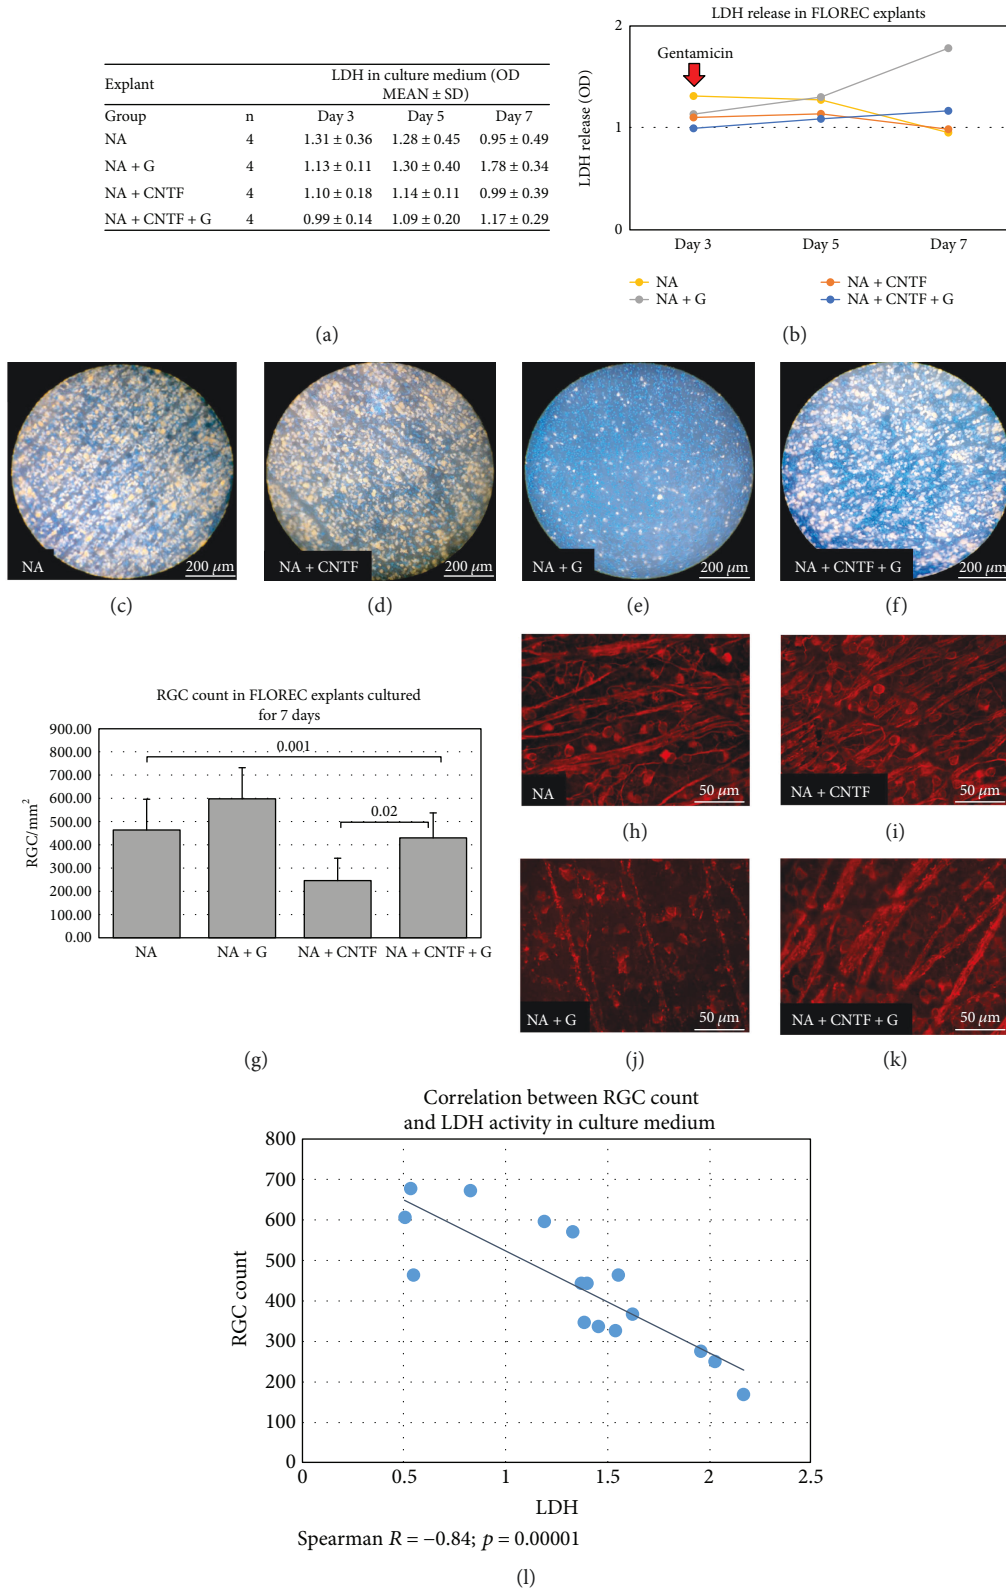 Explant LDH in culture medium (OD
MEAN ± SD)
Group n Day 3 Day 5 Day 7
NA 4 1.31 ± 0.36 1.28 ± 0.45 0.95 ± 0.49
NA + G 4 1.13 ± 0.11 1.30 ± 0.40 1.78 ± 0.34
NA + CNTF 4 1.10 ± 0.18 1.14 ± 0.11 0.99 ± 0.39
NA + CNTF + G 4 0.99 ± 0.14 1.09 ± 0.20 1.17 ± 0.29
(a)
LDH release in FLOREC explants
2
1
0
LDH release (OD)
Gentamicin
Day 3 Day 5 Day 7
NA NA + CNTF
NA + G NA + CNTF + G
(b)
NA 200 μm
NA + CNTF 200 μm
NA + G 200 μm
NA + CNTF + G 200 μm
(c) (d) (e) (f)
RGC count in FLOREC explants cultured
for 7 days
900.00
800.00
700.00
600.00
500.00
400.00
300.00
200.00
100.00
0.00
RGC/mm²
0.001
0.02
NA NA + G NA + CNTF NA + CNTF + G
(g)
NA 50 μm
NA + CNTF 50 μm
(h) (i)
NA + G 50 μm
NA + CNTF + G 50 μm
(j) (k)
Correlation between RGC count
and LDH activity in culture medium
800
700
600
500
400
300
200
100
0
RGC count
0 0.5 1 1.5 2 2.5
LDH
Spearman R = −0.84; p = 0.00001
(l)